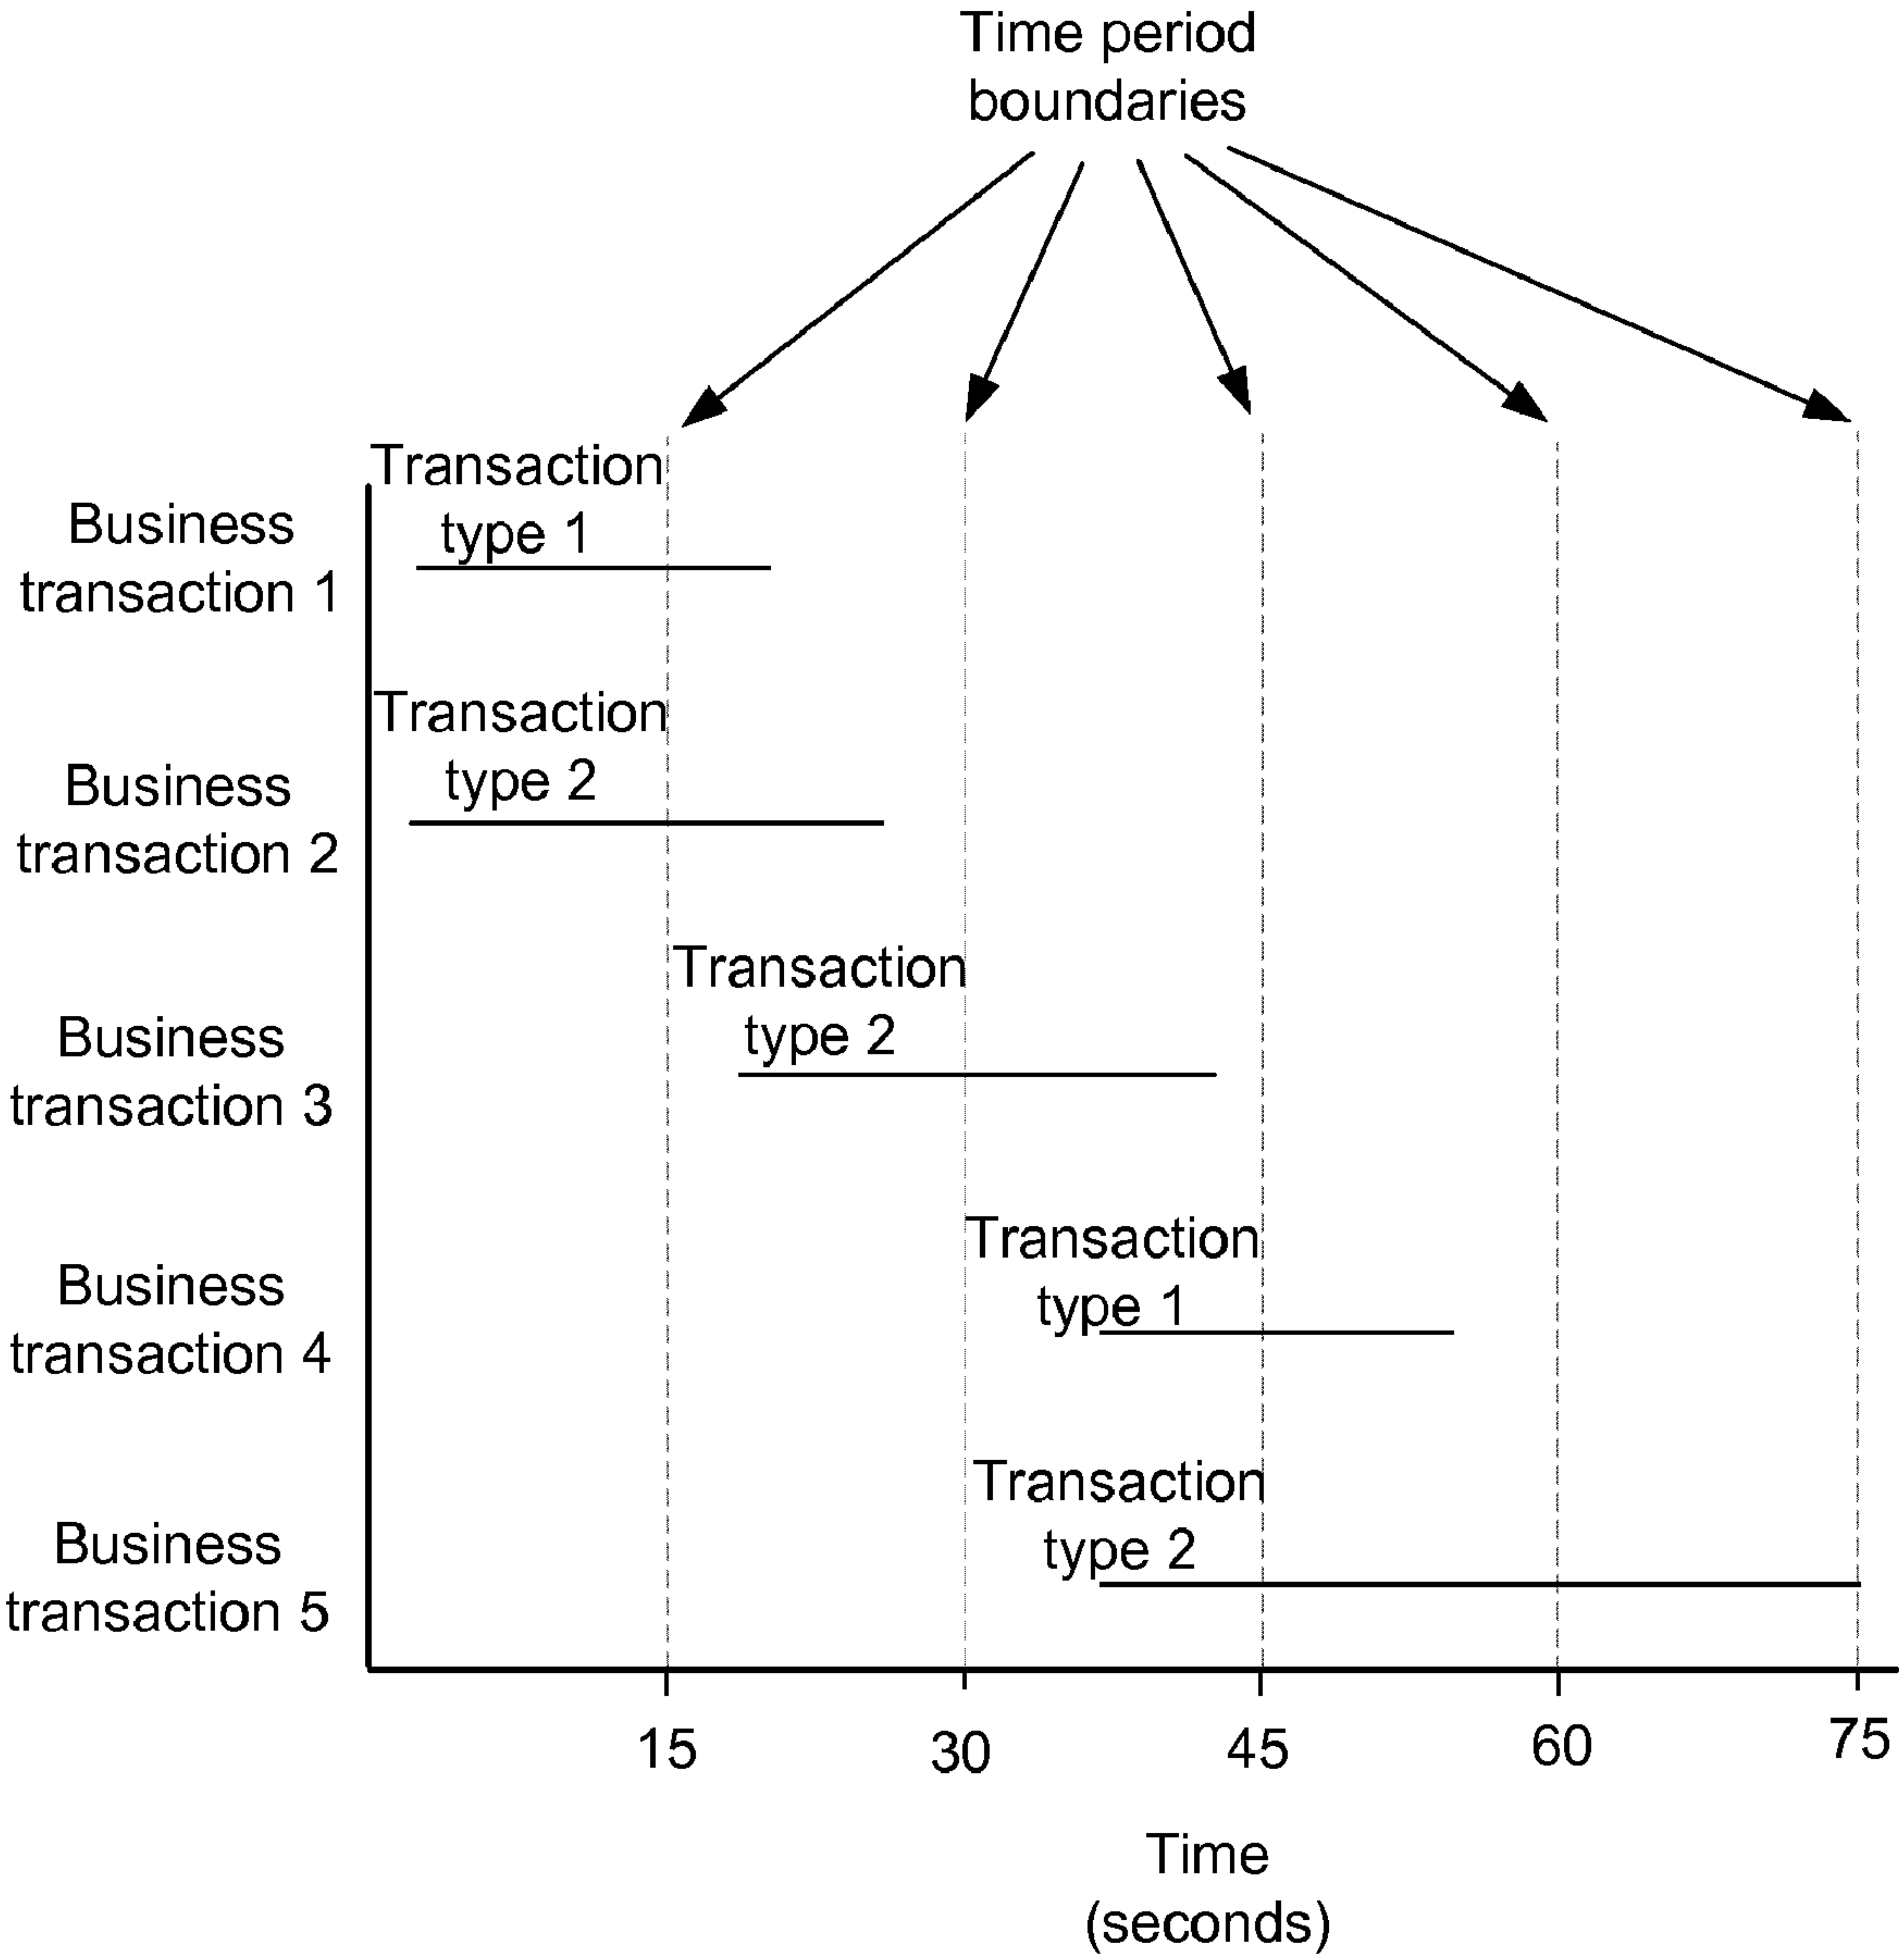 Time period
boundaries
Transaction
type 1
Business
transaction 1
Transaction
type 2
Business
transaction 2
Transaction
type 2
Business
transaction 3
Transaction
type 1
Business
transaction 4
Transaction
type 2
Business
transaction 5
15
30
45
60
75
Time
(seconds)